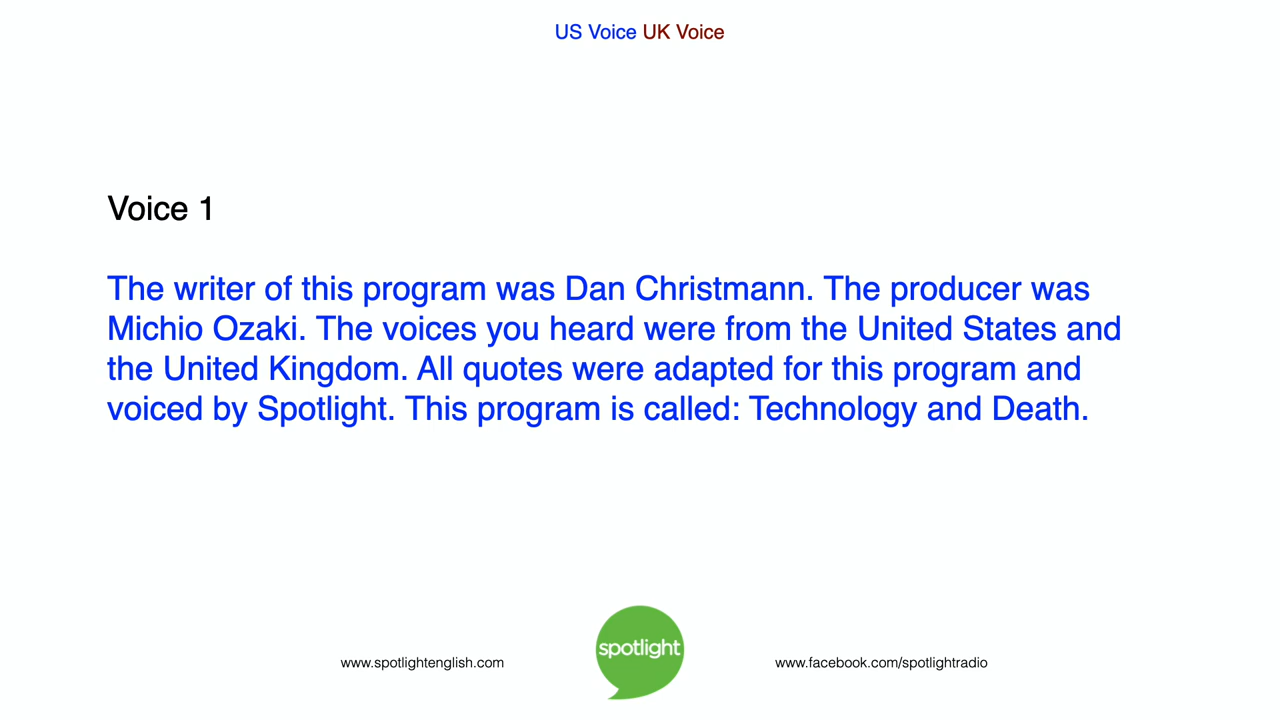 US Voice UK Voice
Voice 1
The writer of this program was Dan Christmann. The producer was
Michio Ozaki. The voices you heard were from the United States and
the United Kingdom. All quotes were adapted for this program and
voiced by Spotlight. This program is called: Technology and Death.
www.spotlightenglish.com
spotlight
www.facebook.com/spotlightradio